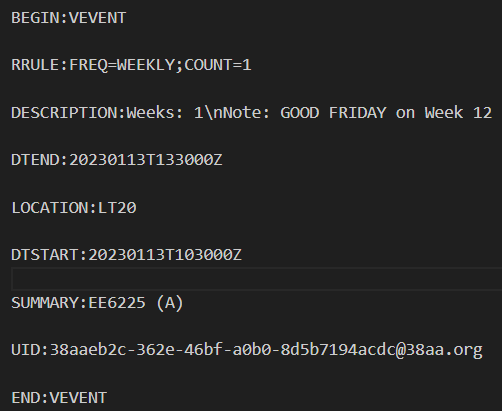 BEGIN:VEVENT
RRULE:FREQ=WEEKLY;COUNT=1
DESCRIPTION:Weeks: 1\nNote: GOOD FRIDAY on Week 12
DTEND:20230113T133000Z
LOCATION:LT20
DTSTART:20230113T103000Z
SUMMARY:EE6225 (A)
UID:38aaeb2c-362e-46bf-a0b0-8d5b7194acdc@38aa.org
END:VEVENT